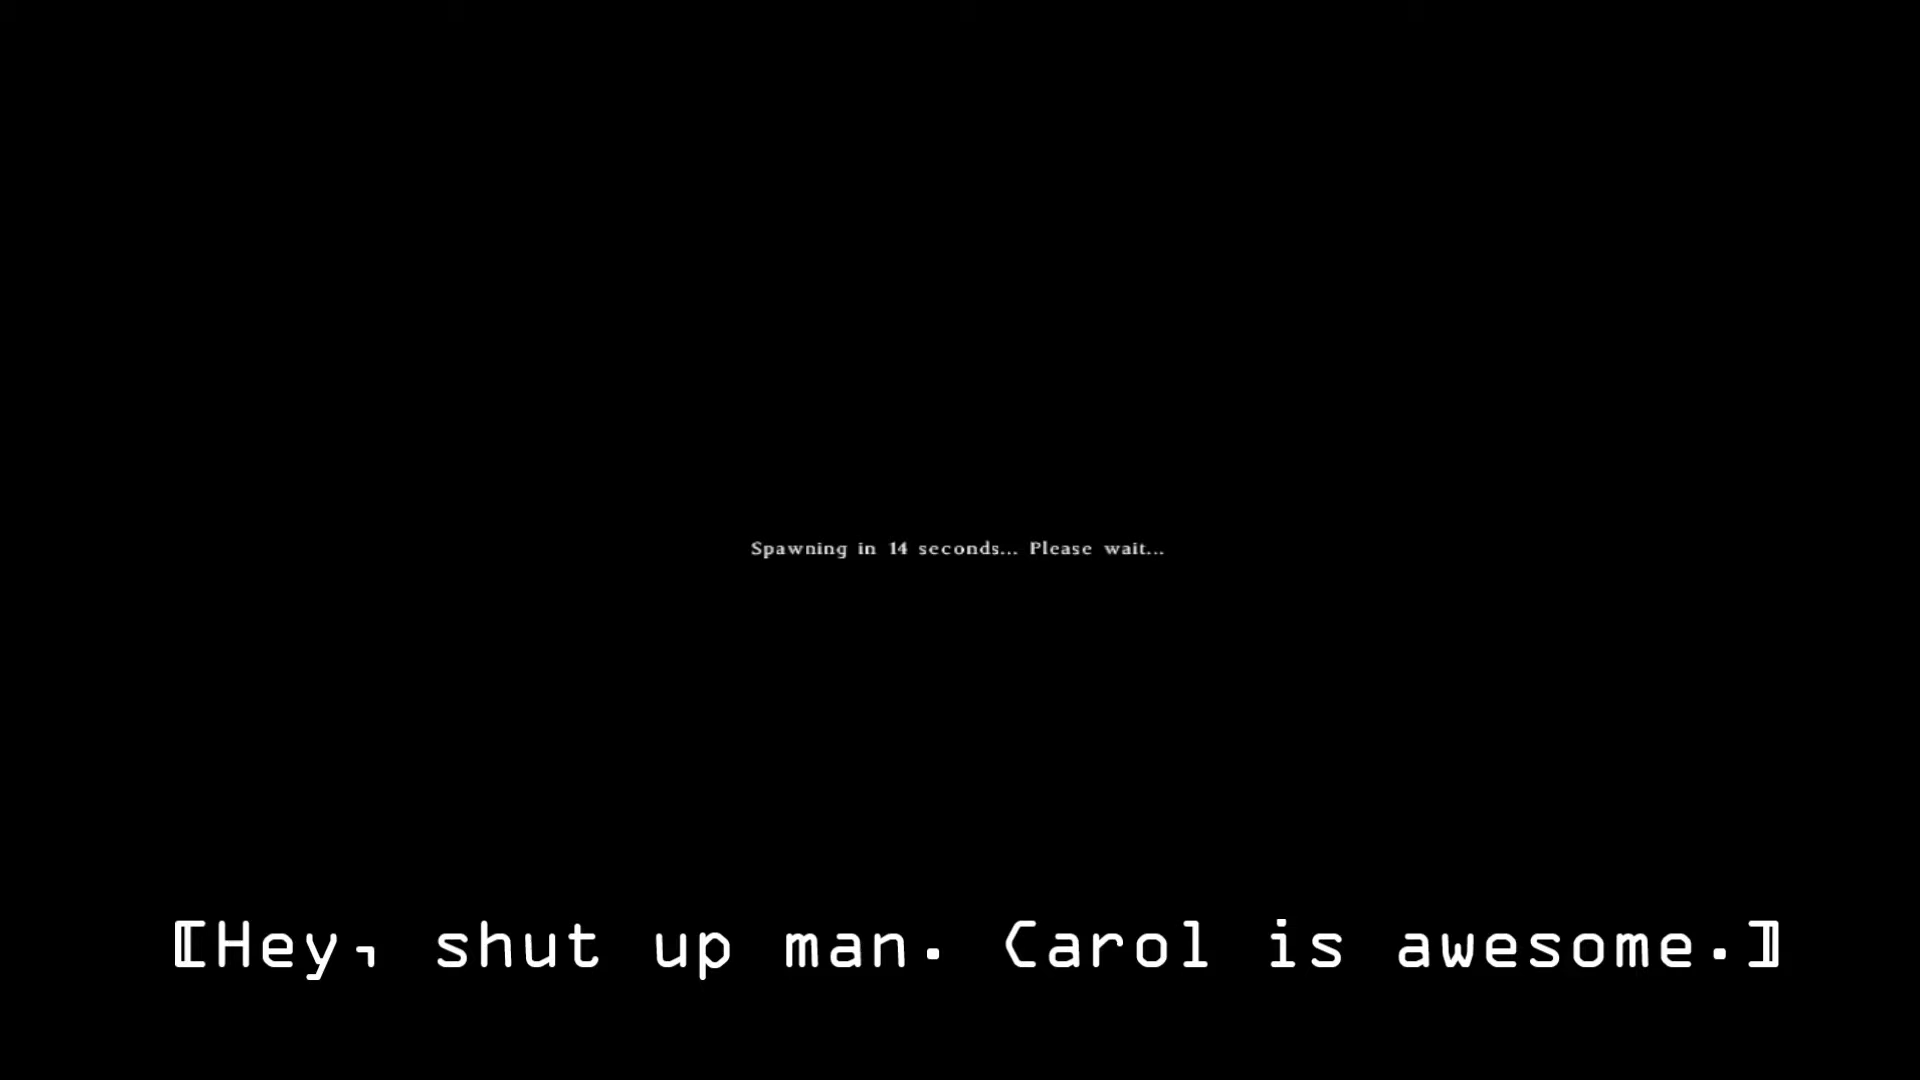 Spawning in 14 seconds... Please wait...
[Hey, shut up man. Carol is awesome.]